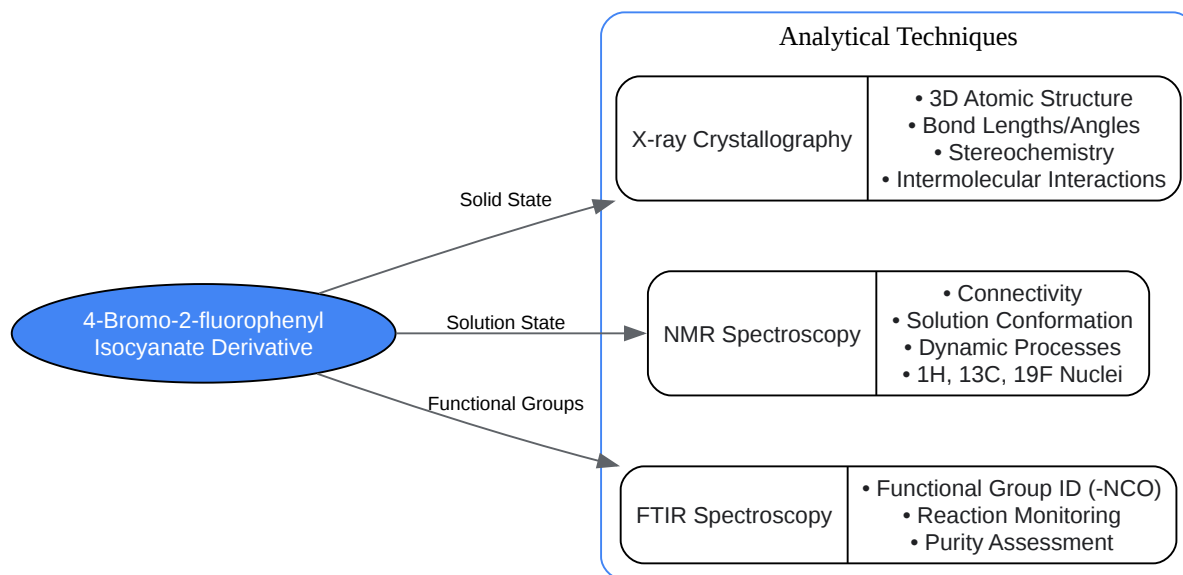 Analytical Techniques
X-ray Crystallography
• 3D Atomic Structure
• Bond Lengths/Angles
• Stereochemistry
• Intermolecular Interactions
Solid State
4-Bromo-2-fluorophenyl
Isocyanate Derivative
Solution State
NMR Spectroscopy
• Connectivity
• Solution Conformation
• Dynamic Processes
• 1H, 13C, 19F Nuclei
Functional Groups
FTIR Spectroscopy
• Functional Group ID (-NCO)
• Reaction Monitoring
• Purity Assessment